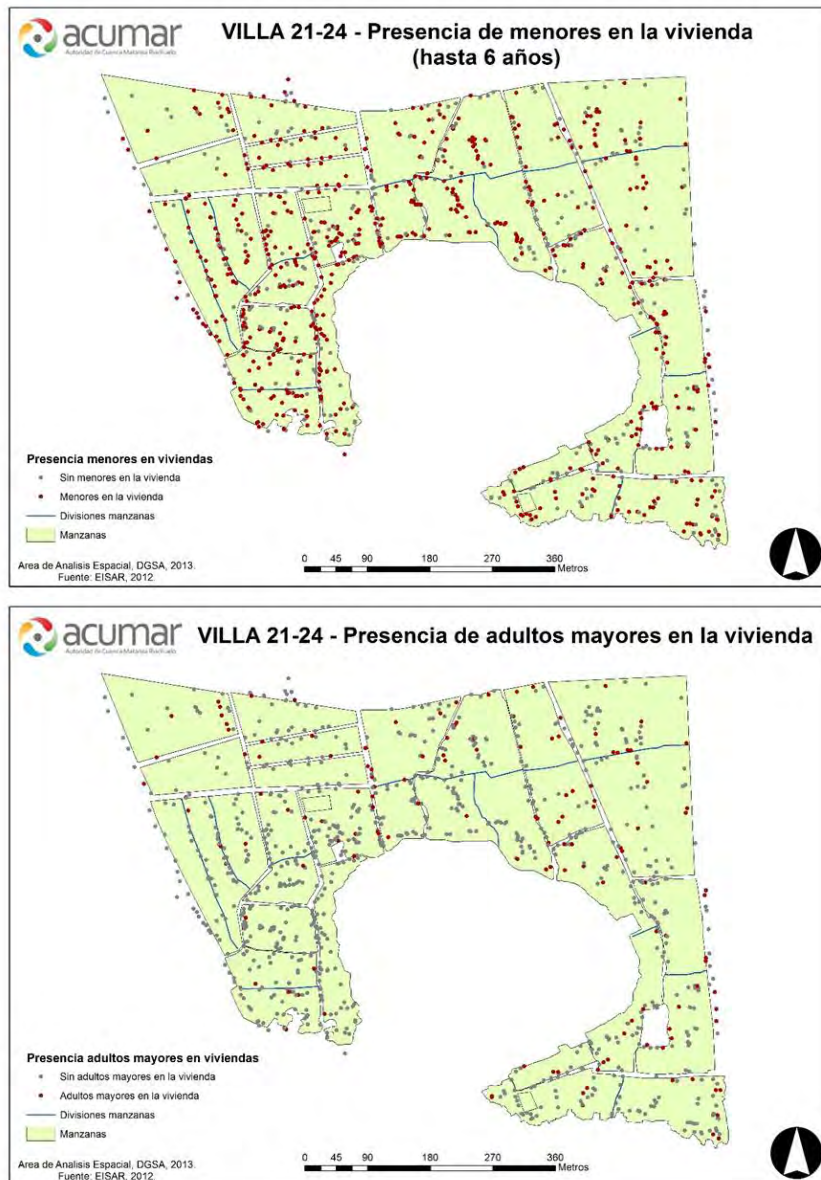 acumar
Autoridad de Cuenca Matanza Riachuelo
VILLA 21-24 - Presencia de menores en la vivienda
(hasta 6 años)
Presencia menores en viviendas
Sin menores en la vivienda
Menores en la vivienda
Divisiones manzanas
Manzanas
Area de Analisis Espacial, DGSA, 2013.
Fuente: EISAR, 2012.
0 45 90 180 270 360
Metros
acumar
Autoridad de Cuenca Matanza Riachuelo
VILLA 21-24 - Presencia de adultos mayores en la vivienda
Presencia adultos mayores en viviendas
Sin adultos mayores en la vivienda
Adultos mayores en la vivienda
Divisiones manzanas
Manzanas
Area de Analisis Espacial, DGSA, 2013.
Fuente: EISAR, 2012.
0 45 90 180 270 360
Metros